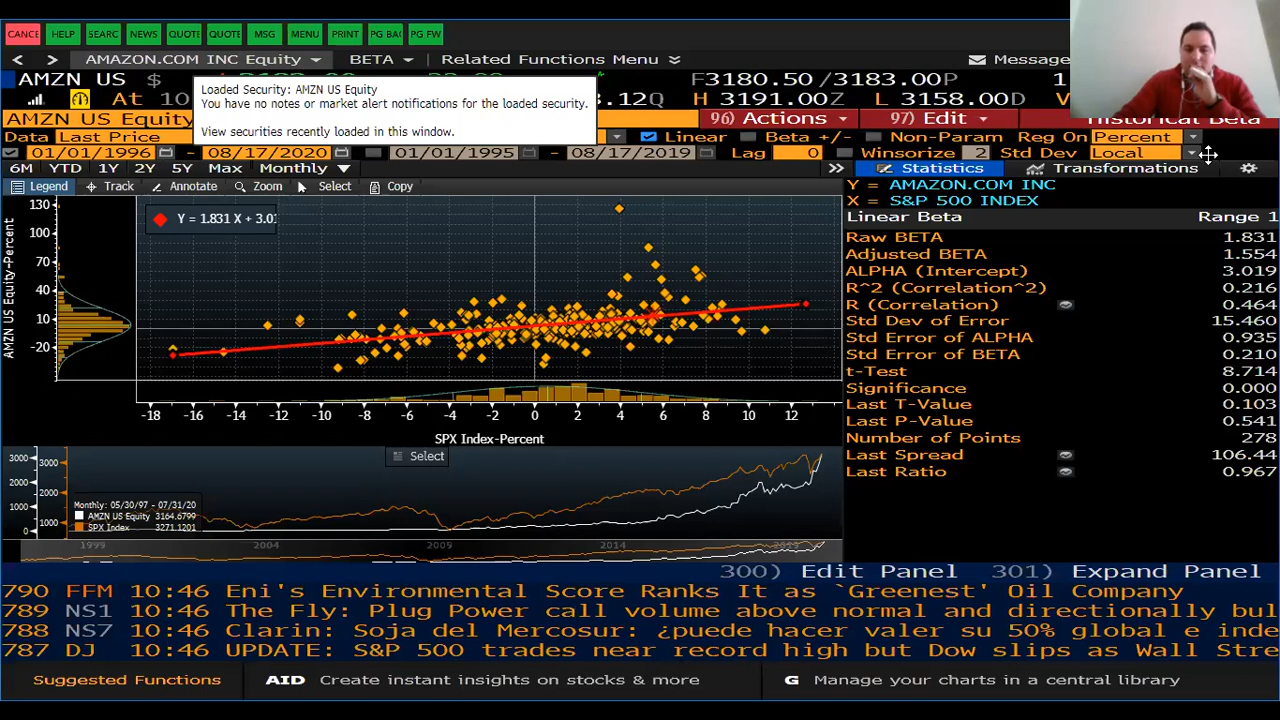 CANCE HELP SEARC NEWS QUOTE QUOTE MSG MENU PRINT PG BAC PG FW
< > AMAZON.COM INC Equity BETA Related Functions Menu Message
AMZN US $ F3180.50/3183.00P 1
At 10 3.12Q H 3191.00Z L 3158.00D
Loaded Security: AMZN US Equity
You have no notes or market alert notifications for the loaded security.
View securities recently loaded in this window.
AMZN US Equity 96) Actions 97) Edit Historical Beta
Data Last Price Linear Beta +/- Non-Param Reg On Percent
01/01/1996 - 08/17/2020 01/01/1995 - 08/17/2019 Lag 0 Winsorize 2 Std Dev Local
6M YTD 1Y 2Y 5Y Max Monthly Statistics Transformations
Legend Track Annotate Zoom Select Copy
Y = AMAZON.COM INC
X = S&P 500 INDEX
Linear Beta Range 1
Raw BETA 1.831
Adjusted BETA 1.554
ALPHA (Intercept) 3.019
R^2 (Correlation^2) 0.216
R (Correlation) 0.464
Std Dev of Error 15.460
Std Error of ALPHA 0.935
Std Error of BETA 0.210
t-Test 8.714
Significance 0.000
Last T-Value 0.103
Last P-Value 0.541
Number of Points 278
Last Spread 106.44
Last Ratio 0.967
AMZN US Equity-Percent
130
100
70
40
10
-20
Y = 1.831 X + 3.01
-18 -16 -14 -12 -10 -8 -6 -4 -2 0 2 4 6 8 10 12
SPX Index-Percent
Select
3000 3000
2000 2000
1000 1000
0
Monthly: 05/30/97 - 07/31/20
AMZN US Equity 3164.6799
SPX Index 3271.1201
1999 2004 2009 2014
300) Edit Panel 301) Expand Panel
790 FFM 10:46 Eni's Environmental Score Ranks It as `Greenest' Oil Company
789 NS1 10:46 The Fly: Plug Power call volume above normal and directionally bul
788 NS7 10:46 Clarin: Soja del Mercosur: ¿puede hacer valer su 50% global e inde
787 DJ 10:46 UPDATE: S&P 500 trades near record high but Dow slips as Wall Stre
Suggested Functions AID Create instant insights on stocks & more G Manage your charts in a central library